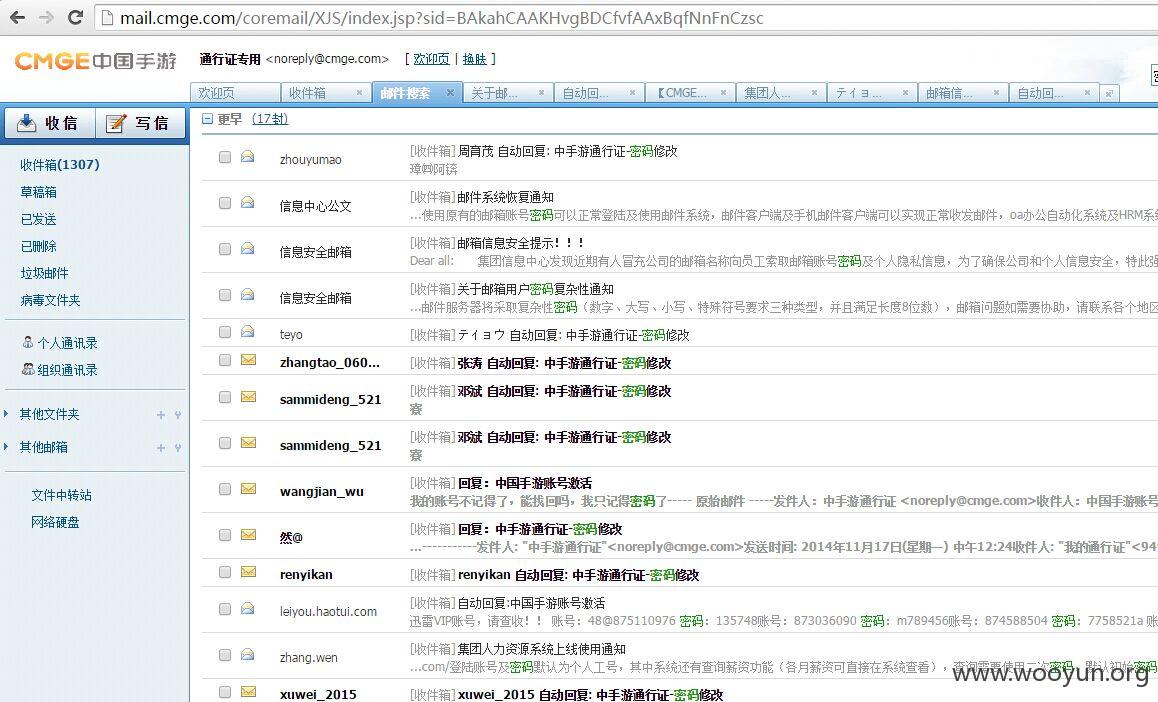 mail.cmge.com/coremail/XJS/index.jsp?sid=BAkahCAAKHvgBDCfvfAAxBqfNnFnCzsc
CMGE中国手游 通行证专用 <noreply@cmge.com> [ 欢迎页 | 换肤 ]
欢迎页 收件箱 邮件搜索 关于邮... 自动回... 【CMGE... 集团人... ティョ... 邮箱信... 自动回...
收 信 写 信
更早 (17封)
收件箱(1307)
草稿箱
已发送
已删除
垃圾邮件
病毒文件夹
个人通讯录
组织通讯录
其他文件夹
其他邮箱
文件中转站
网络硬盘
zhouyumao [收件箱]周育茂 自动回复: 中手游通行证-密码修改
信息中心公文 [收件箱]邮件系统恢复通知
...使用原有的邮箱账号密码可以正常登陆及使用邮件系统，邮件客户端及手机邮件客户端可以实现正常收发邮件，oa办公自动化系统及HRM系统
信息安全邮箱 [收件箱]邮箱信息安全提示！！！
Dear all: 集团信息中心发现近期有人冒充公司的邮箱名称向员工索取邮箱账号密码及个人隐私信息，为了确保公司和个人信息安全，特此强
信息安全邮箱 [收件箱]关于邮箱用户密码复杂性通知
...邮件服务器将采取复杂性密码（数字、大写、小写、特殊符号要求三种类型，并且满足长度8位数），邮箱问题如需要协助，请联系各个地区
teyo [收件箱]テイョウ 自动回复: 中手游通行证-密码修改
zhangtao_060... [收件箱]张涛 自动回复: 中手游通行证-密码修改
sammideng_521 [收件箱]邓斌 自动回复: 中手游通行证-密码修改
sammideng_521 [收件箱]邓斌 自动回复: 中手游通行证-密码修改
wangjian_wu [收件箱]回复：中国手游账号激活
我的账号不记得了，能找回吗，我只记得密码了----- 原始邮件 -----发件人：中手游通行证 <noreply@cmge.com>收件人：中国手游账号
然@ [收件箱]回复：中手游通行证-密码修改
...-----------发件人: "中手游通行证"<noreply@cmge.com>发送时间: 2014年11月17日(星期一) 中午12:24收件人: "我的通行证"<94
renyikan [收件箱]renyikan 自动回复: 中手游通行证-密码修改
leiyou.haotui.com [收件箱]自动回复:中国手游账号激活
迅雷VIP账号，请查收！！ 账号：48@875110976 密码：135748账号：873036090 密码：m789456账号：874588504 密码：7758521a 账
zhang.wen [收件箱]集团人力资源系统上线使用通知
...com/登陆账号及密码默认为个人工号，其中系统还有查询薪资功能（各月薪资可直接在系统查看），查询需要使用二次密码，默认初始密码
xuwei_2015 [收件箱]xuwei_2015 自动回复: 中手游通行证-密码修改
www.wooyun.org